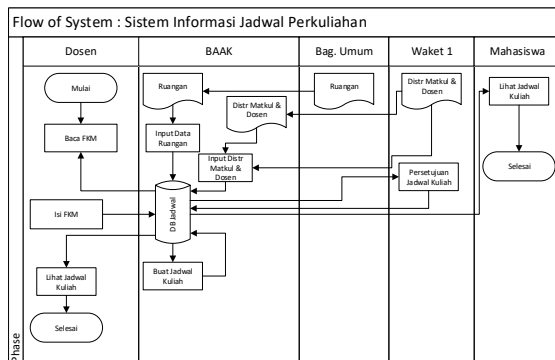 Flow of System : Sistem Informasi Jadwal Perkuliahan
Dosen
BAAK
Bag. Umum
Waket 1
Mahasiswa
Mulai
Ruangan
Ruangan
Distr Matkul &
Dosen
Lihat Jadwal
Kuliah
Distr Matkul &
Dosen
Baca FKM
Input Data
Ruangan
Input Distr
Matkul &
Dosen
Selesai
Persetujuan
Jadwal Kuliah
Isi FKM
DB Jadwal
Lihat Jadwal
Kuliah
Buat Jadwal
Kuliah
Selesai
Phase